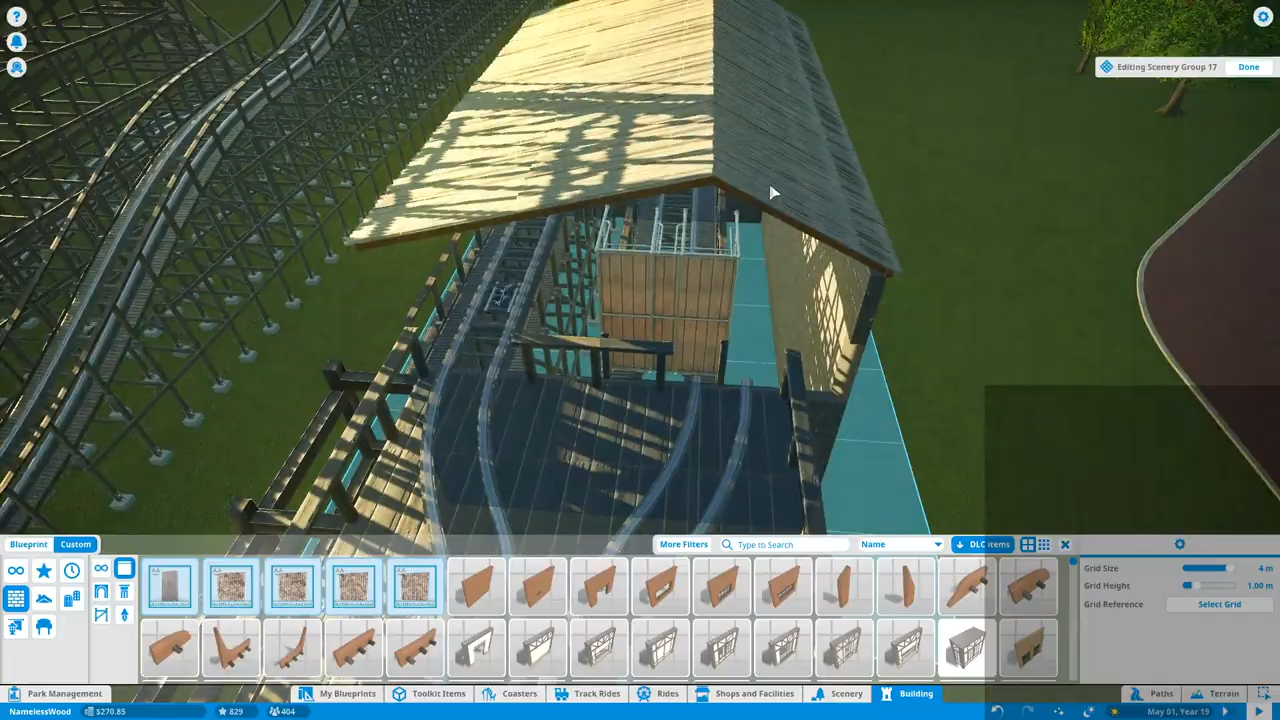 Editing Scenery Group 17 Done
Blueprint Custom More Filters Type to Search Name DLC Items
Grid Size 4 m
Grid Height 1.00 m
Grid Reference Select Grid
Park Management My Blueprints Toolkit Items Coasters Track Rides Rides Shops and Facilities Scenery Building Paths Terrain
NamelessWood $270.85 829 404 May 01, Year 19